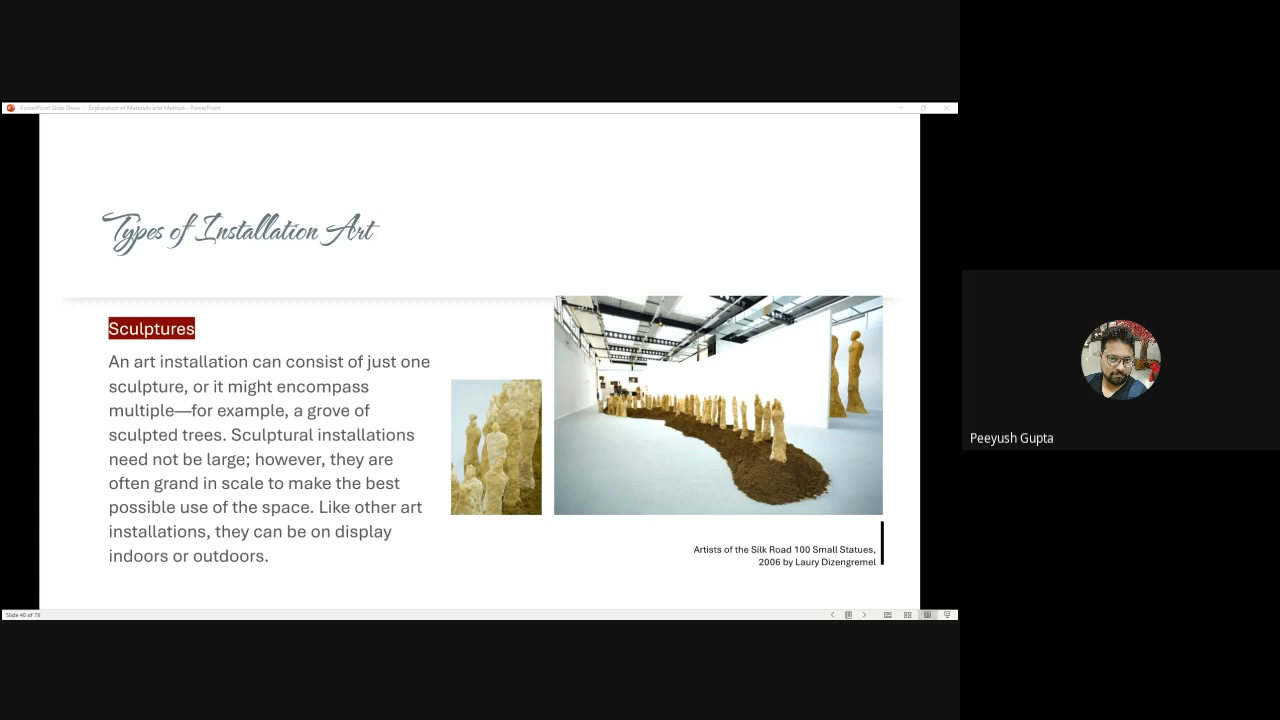 PowerPoint Slide Show - Exploration of Materials and Methos - PowerPoint
Types of Installation Art
Sculptures
An art installation can consist of just one
sculpture, or it might encompass
multiple—for example, a grove of
sculpted trees. Sculptural installations
need not be large; however, they are
often grand in scale to make the best
possible use of the space. Like other art
installations, they can be on display
indoors or outdoors.
Artists of the Silk Road 100 Small Statues,
2006 by Laury Dizengremel
Slide 40 of 79
Peeyush Gupta